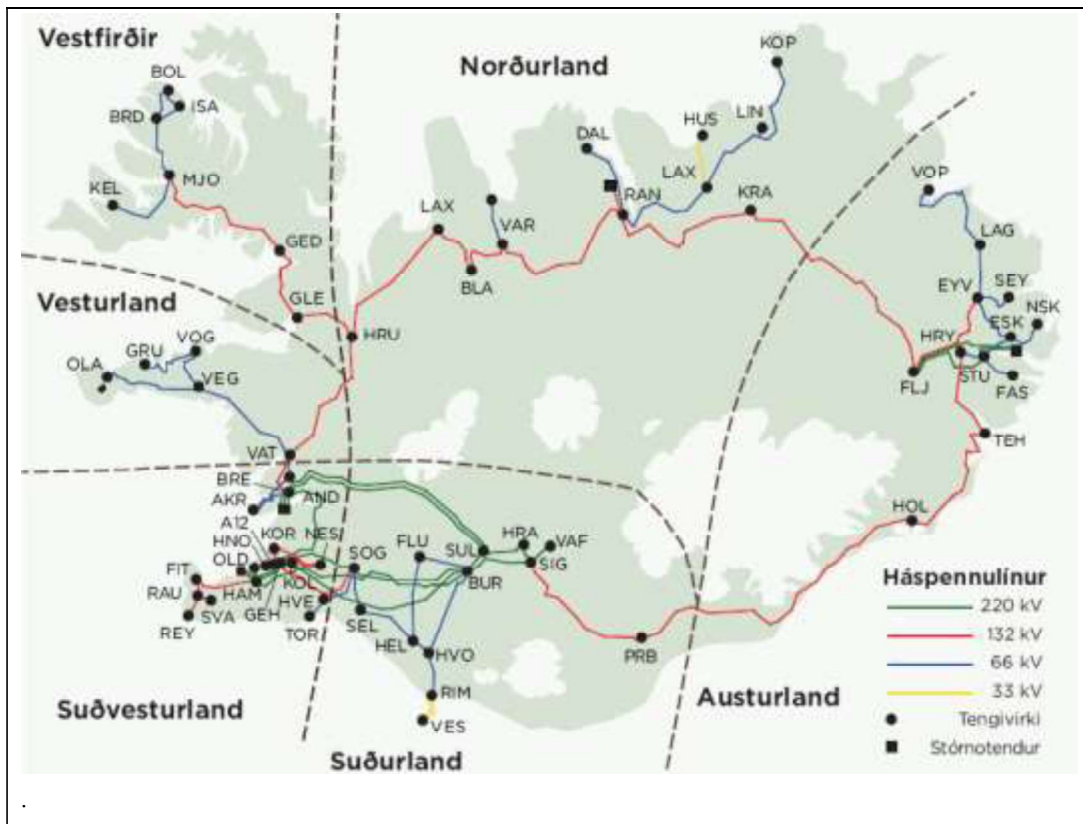 Vestfirðir
BOL
ISA
BRD
MJO
KEL
GED
GLE
Norðurland
KOP
LIN
HUS
DAL
LAX
RAN
KRA
LAX
VAR
BLA
HRU
VOP
LAG
SEY
EYV
NSK
ESK
HRY
STU
FLJ
FAS
TEH
HOL
Vesturland
VOG
GRU
OLA
VEG
VAT
BRE
AND
AKR
A12
HNO
KOR
NES
OLD
FIT
KOL
HAM
RAU
HVE
GEH
SVA
REY
TOR
SOG
FLU
SUL
HRA
VAF
BUR
SIG
SEL
HEL
HVO
RIM
VES
PRB
Suðvesturland
Suðurland
Austurland
Háspennulínur
220 kV
132 kV
66 kV
33 kV
Tengivirki
Stórnotendur
.